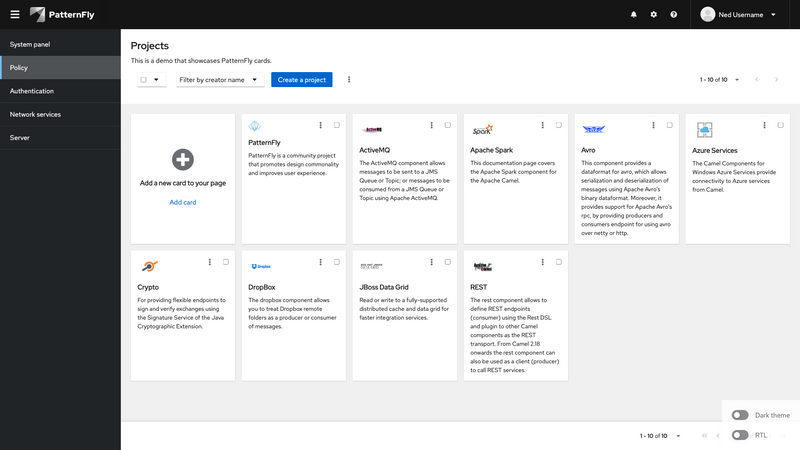 PatternFly
Ned Username
System panel
Policy
Authentication
Network services
Server
Projects
This is a demo that showcases PatternFly cards.
Filter by creator name
Create a project
1 - 10 of 10
Add a new card to your page
Add card
PatternFly
PatternFly is a community project
that promotes design commonality
and improves user experience.
ActiveMQ
ActiveMQ
The ActiveMQ component allows
messages to be sent to a JMS
Queue or Topic; or messages to be
consumed from a JMS Queue or
Topic using Apache ActiveMQ.
Spark
Apache Spark
This documentation page covers
the Apache Spark component for
the Apache Camel.
Avro
This component provides a
dataformat for avro, which allows
serialization and deserialization of
messages using Apache Avro's
binary dataformat. Moreover, it
provides support for Apache Avro's
rpc, by providing producers and
consumers endpoint for using avro
over netty or http.
Azure Services
The Camel Components for
Windows Azure Services provide
connectivity to Azure services
from Camel.
Crypto
For providing flexible endpoints to
sign and verify exchanges using
the Signature Service of the Java
Cryptographic Extension.
Dropbox
DropBox
The dropbox component allows
you to treat Dropbox remote
folders as a producer or consumer
of messages.
JBoss Data Grid
Read or write to a fully-supported
distributed cache and data grid for
faster integration services.
REST
The rest component allows to
define REST endpoints
(consumer) using the Rest DSL
and plugin to other Camel
components as the REST
transport. From Camel 2.18
onwards the rest component can
also be used as a client (producer)
to call REST services.
Dark theme
1 - 10 of 10
RTL